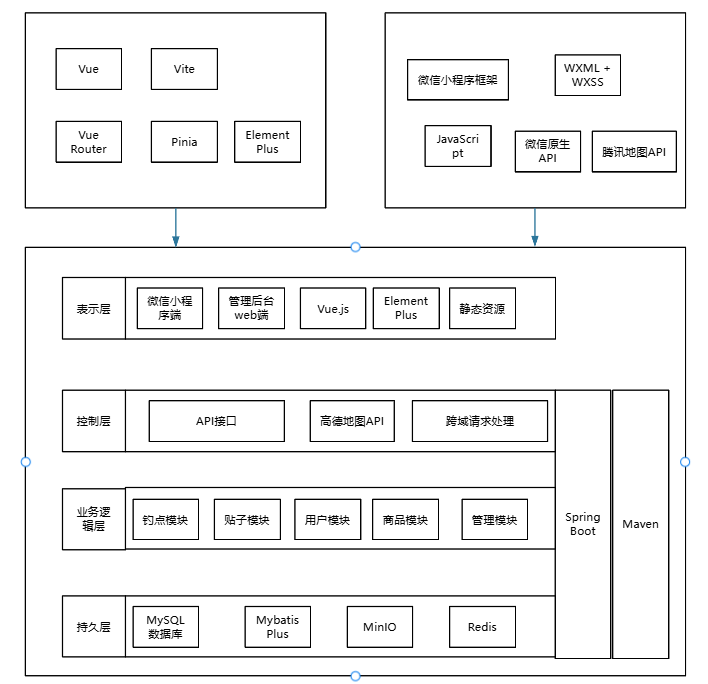 Vue
Vite
Vue
Router
Pinia
Element
Plus
微信小程序框架
WXML +
WXSS
JavaScri
pt
微信原生
API
腾讯地图API
表示层
微信小程
序端
管理后台
web端
Vue.js
Element
Plus
静态资源
控制层
API接口
高德地图API
跨域请求处理
业务逻
辑层
钓点模块
贴子模块
用户模块
商品模块
管理模块
Spring
Boot
Maven
持久层
MySQL
数据库
Mybatis
Plus
MinIO
Redis